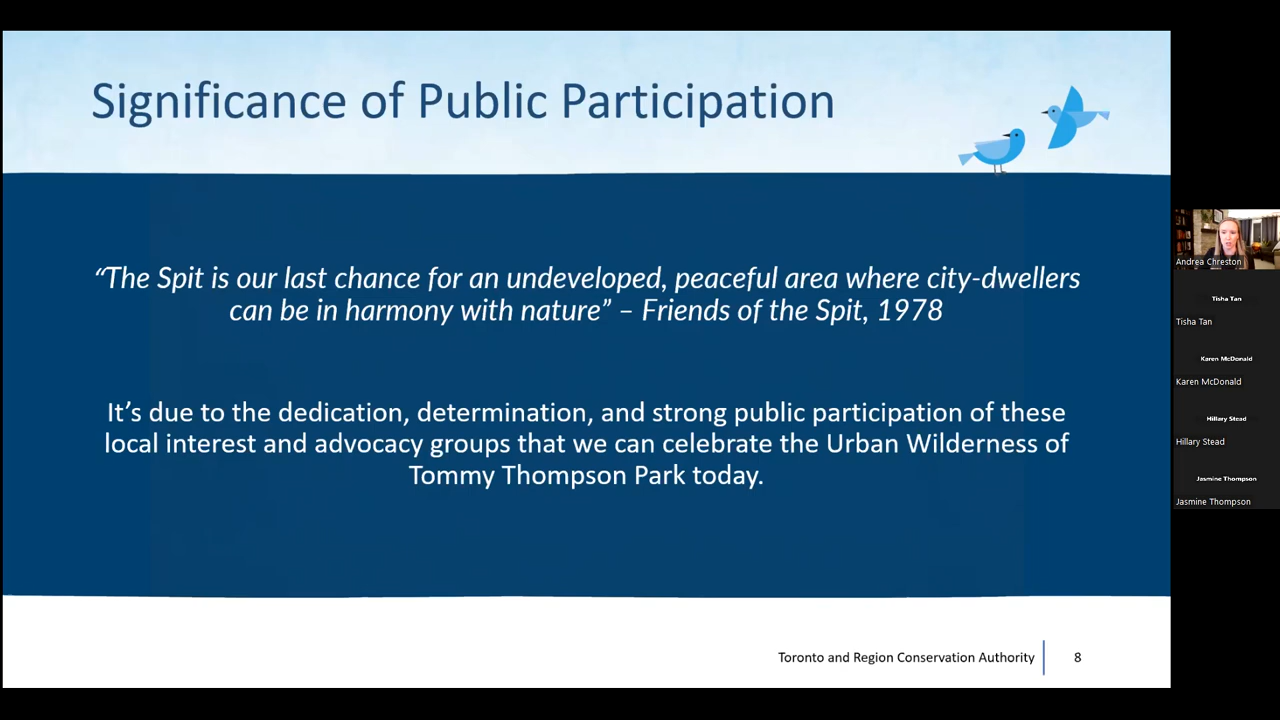 Significance of Public Participation
“The Spit is our last chance for an undeveloped, peaceful area where city-dwellers
can be in harmony with nature” – Friends of the Spit, 1978
It’s due to the dedication, determination, and strong public participation of these
local interest and advocacy groups that we can celebrate the Urban Wilderness of
Tommy Thompson Park today.
Toronto and Region Conservation Authority 8
Andrea Chreston
Tisha Tan
Tisha Tan
Karen McDonald
Karen McDonald
Hillary Stead
Hillary Stead
Jasmine Thompson
Jasmine Thompson